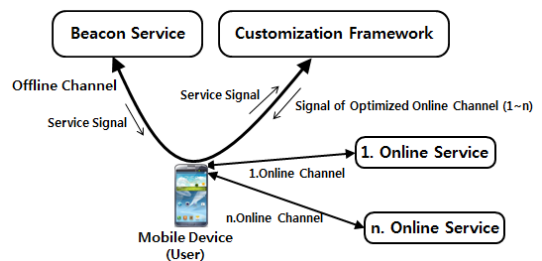 Beacon Service
Customization Framework
Offline Channel
Service Signal
Service Signal
Signal of Optimized Online Channel (1~n)
1. Online Service
1.Online Channel
n.Online Channel
n. Online Service
Mobile Device
(User)